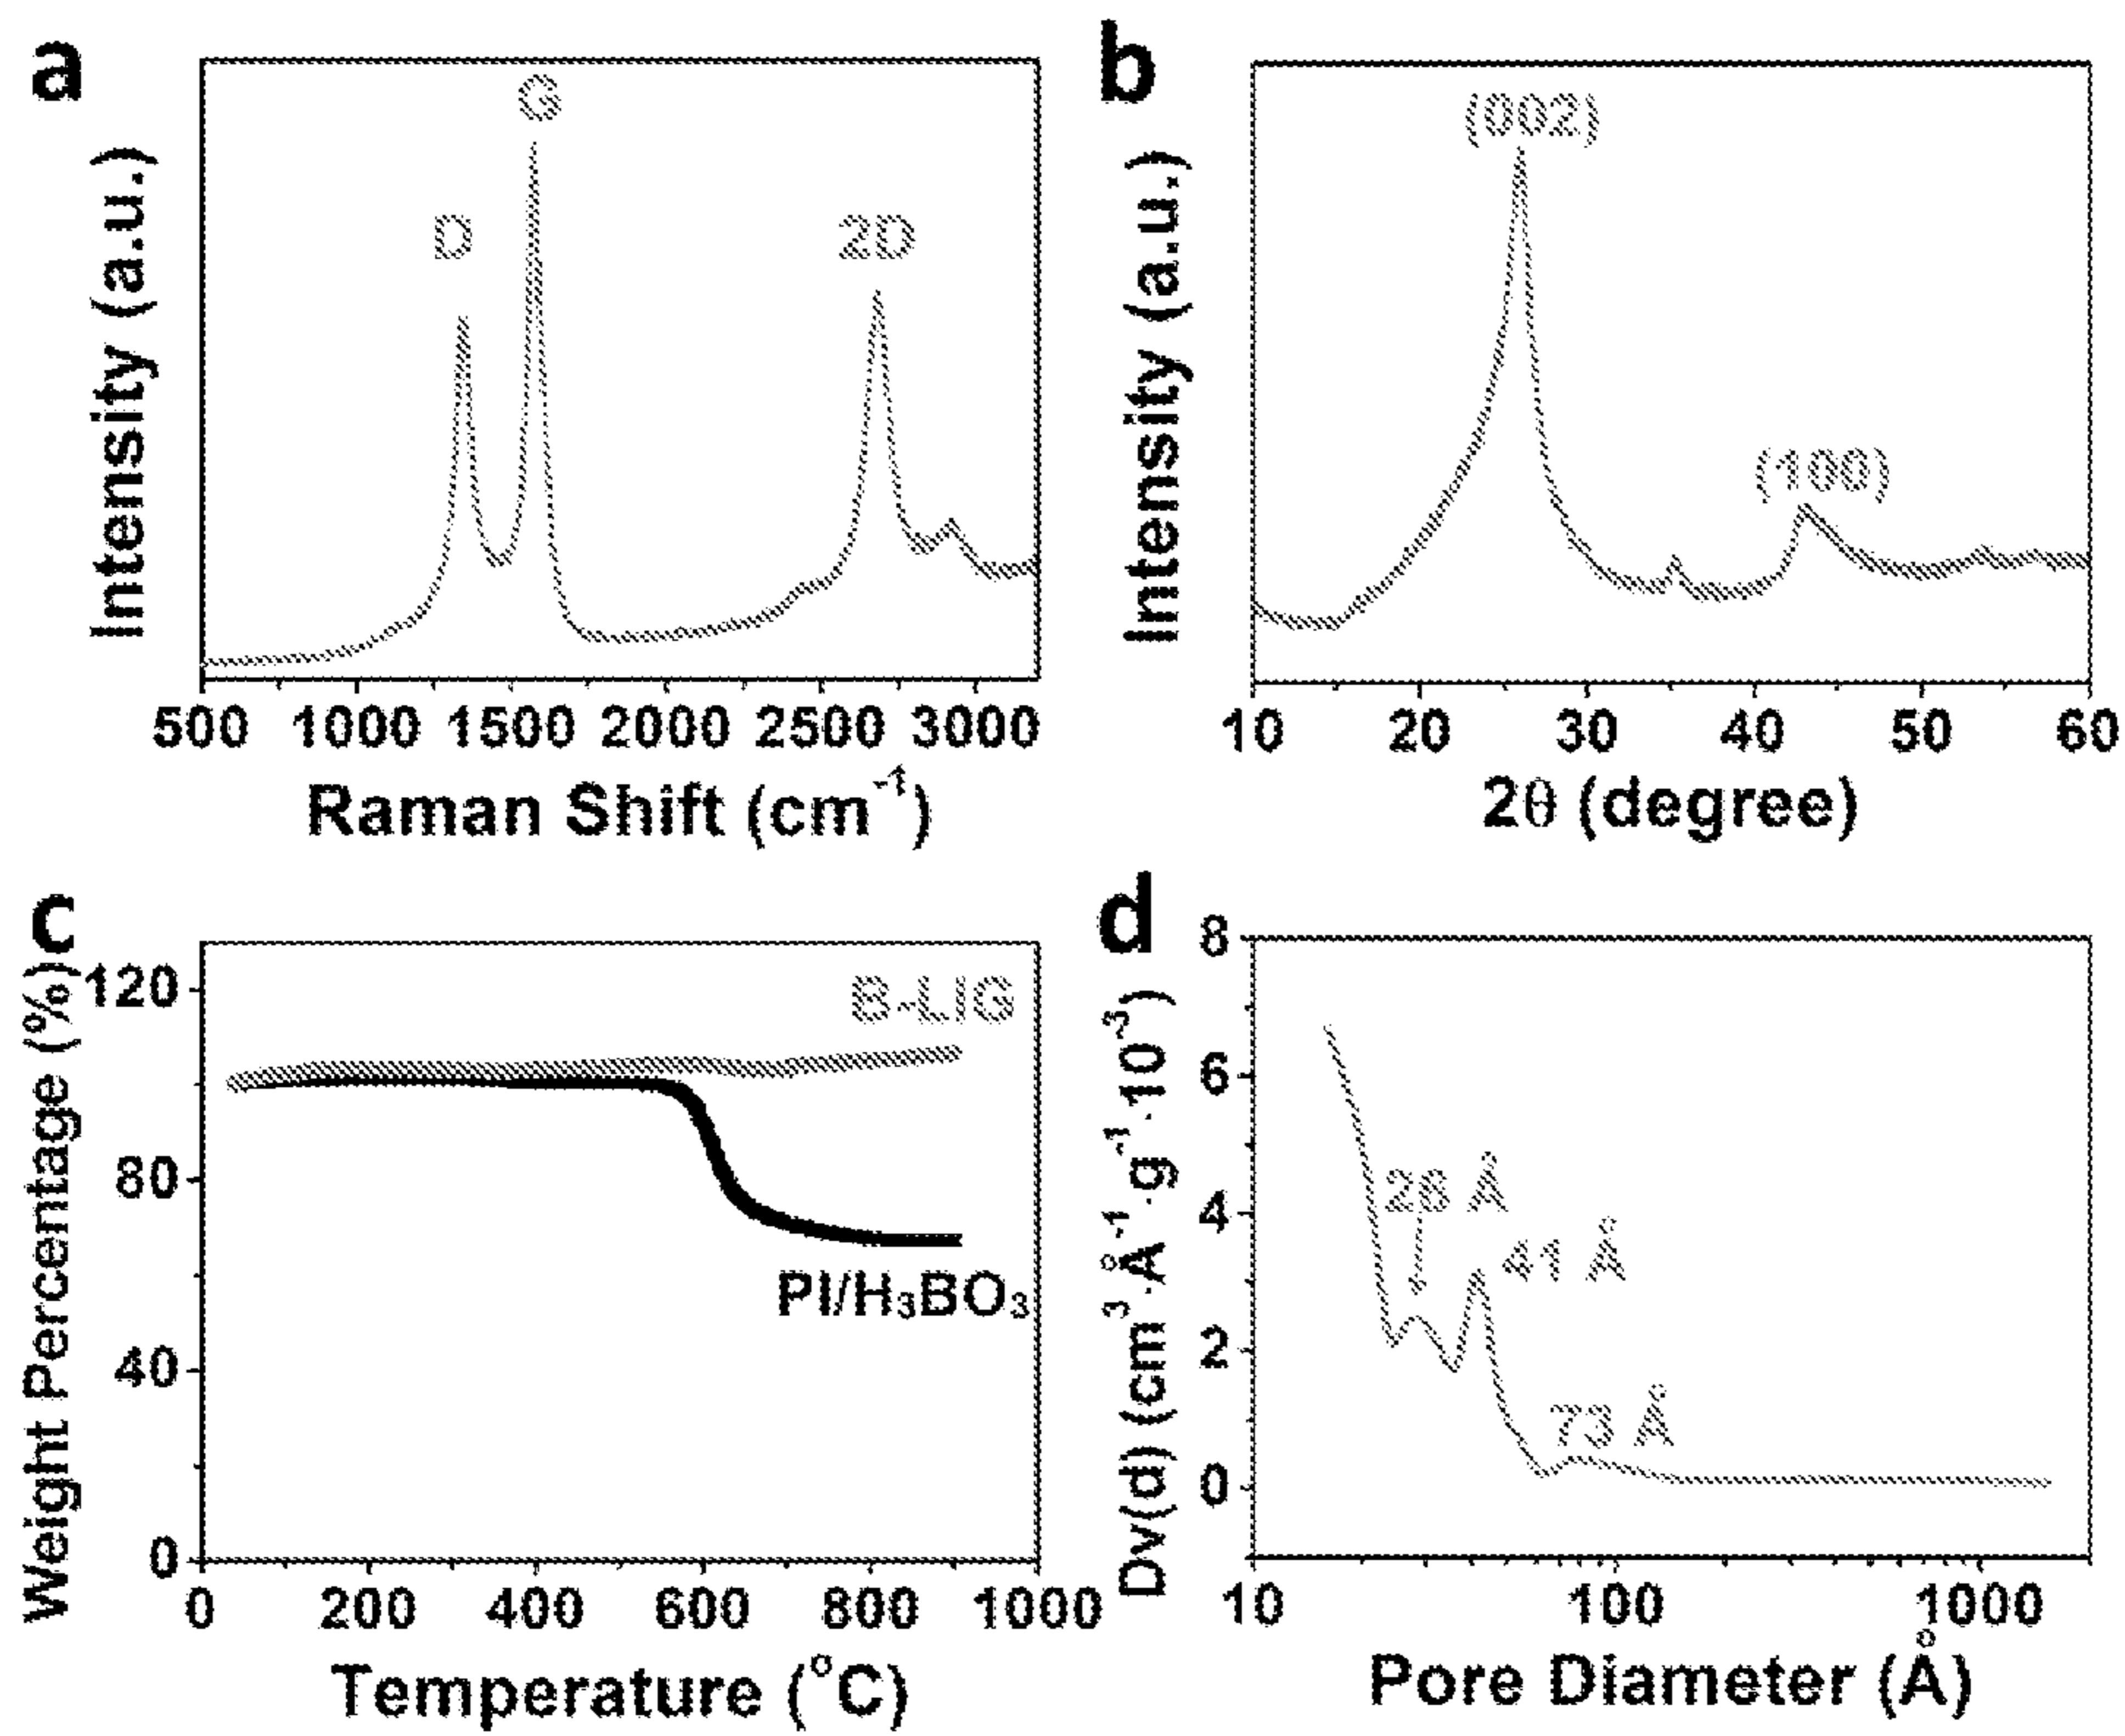 a
G
D
2D
Intensity (a.u.)
500 1000 1500 2000 2500 3000
Raman Shift (cm⁻¹)
b
(002)
(100)
Intensity (a.u.)
10 20 30 40 50 60
2θ (degree)
c
B-LIG
PI/H₃BO₃
Weight Percentage (%)
120
80
40
0
0 200 400 600 800 1000
Temperature (°C)
d
8
6
4
2
0
26 Å
41 Å
73 Å
Dv(d) (cm³·Å⁻¹·g⁻¹·10⁻³)
10 100 1000
Pore Diameter (Å)